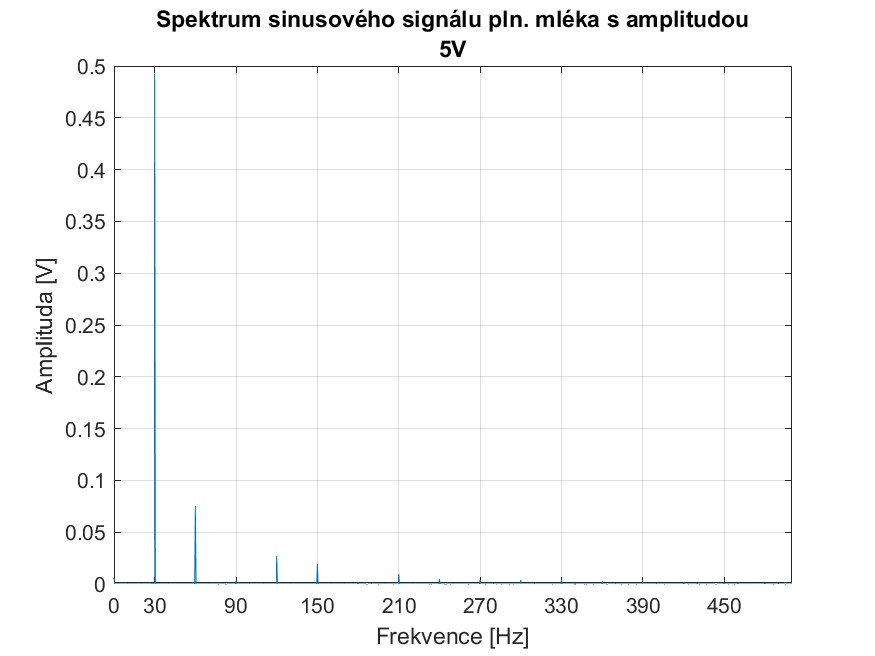 Spektrum sinusového signálu pln. mléka s amplitudou
5V
0.5
0.45
0.4
0.35
0.3
0.25
0.2
0.15
0.1
0.05
0
Amplituda [V]
0 30 90 150 210 270 330 390 450
Frekvence [Hz]